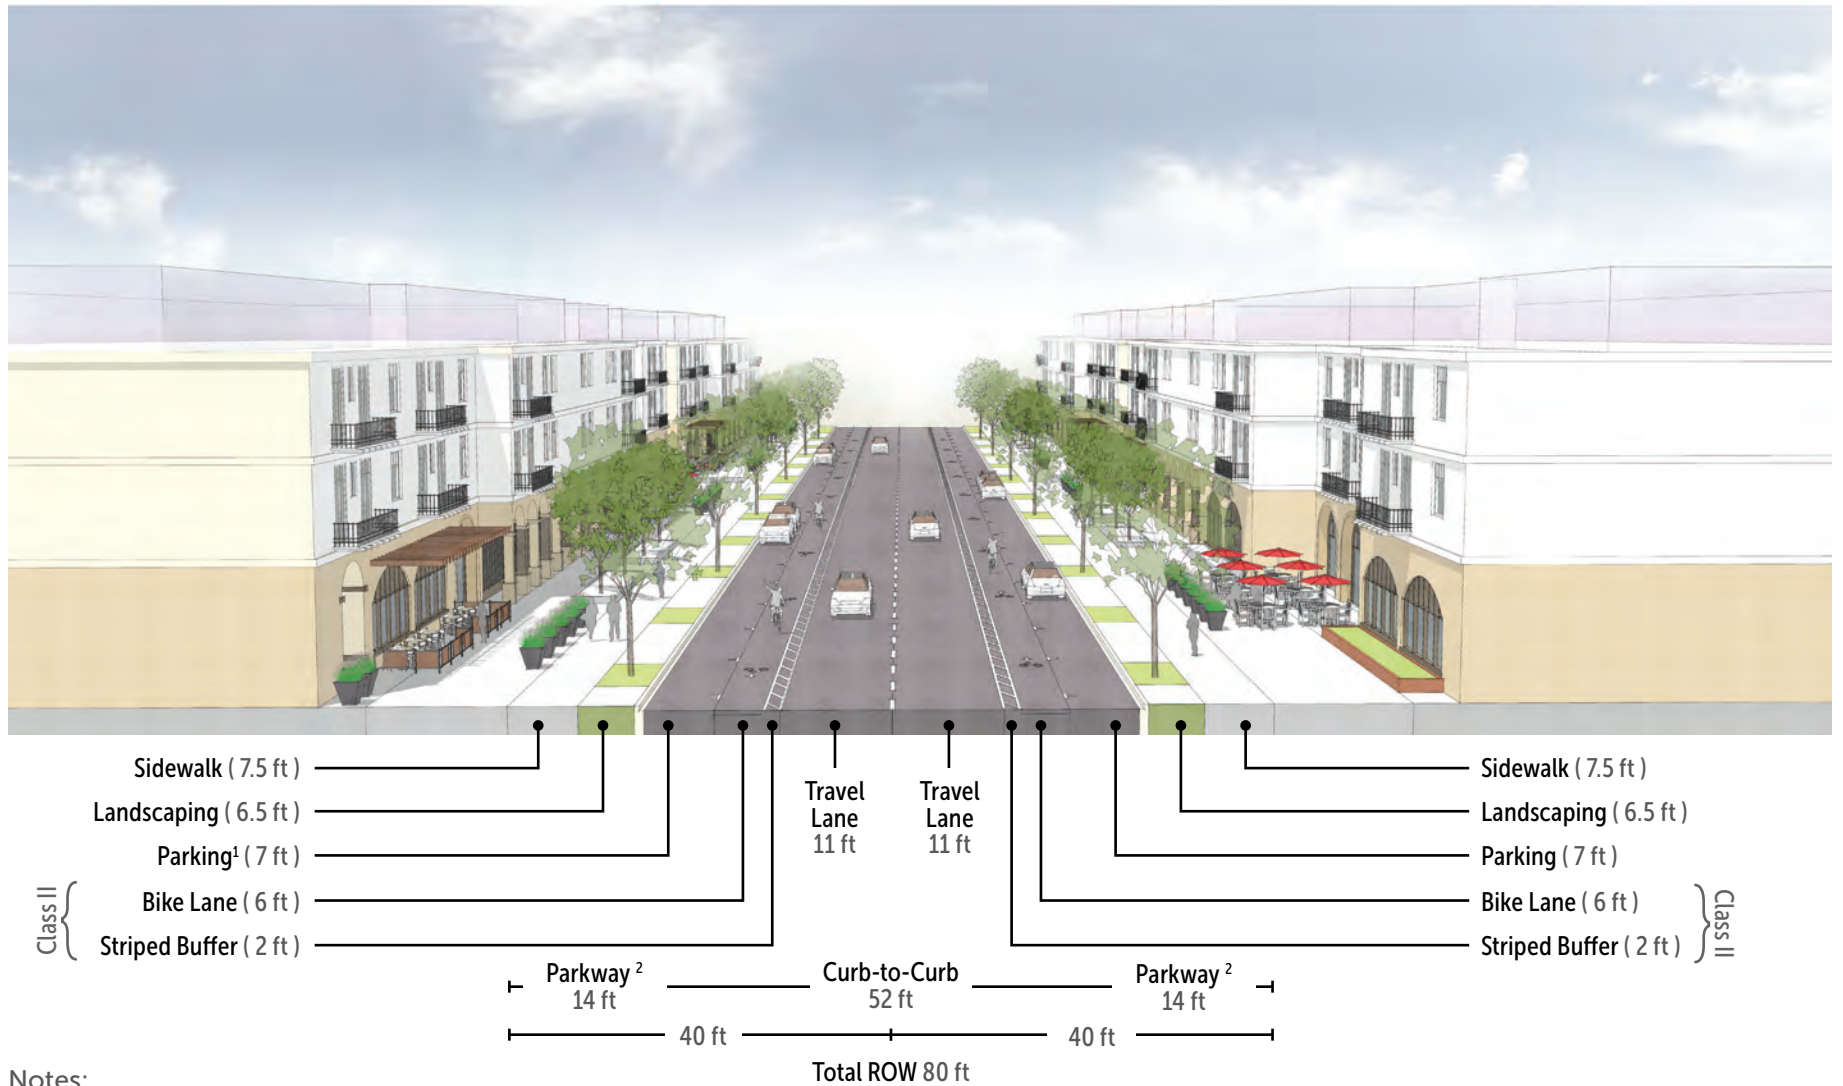 Sidewalk ( 7.5 ft )
Landscaping ( 6.5 ft )
Parking¹ ( 7 ft )
Class II
Bike Lane ( 6 ft )
Striped Buffer ( 2 ft )
Travel
Lane
11 ft
Travel
Lane
11 ft
Sidewalk ( 7.5 ft )
Landscaping ( 6.5 ft )
Parking ( 7 ft )
Bike Lane ( 6 ft )
Striped Buffer ( 2 ft )
Class II
Parkway ²
14 ft
Curb-to-Curb
52 ft
Parkway ²
14 ft
40 ft
40 ft
Total ROW 80 ft
Notes: